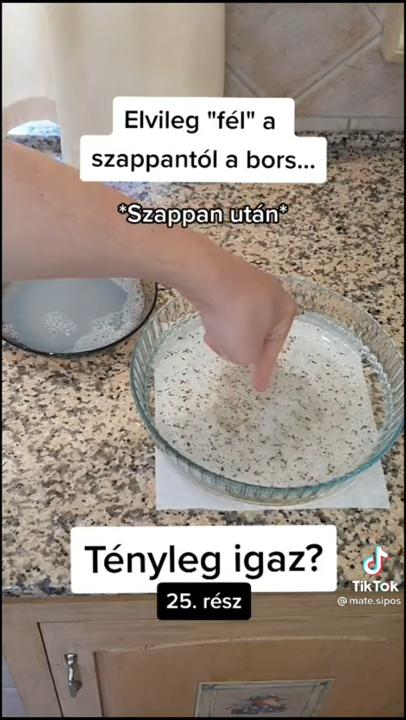 Elvileg "fél" a
szappantól a bors...
*Szappan után*
Tényleg igaz?
25. rész
TikTok
@mate.sipos